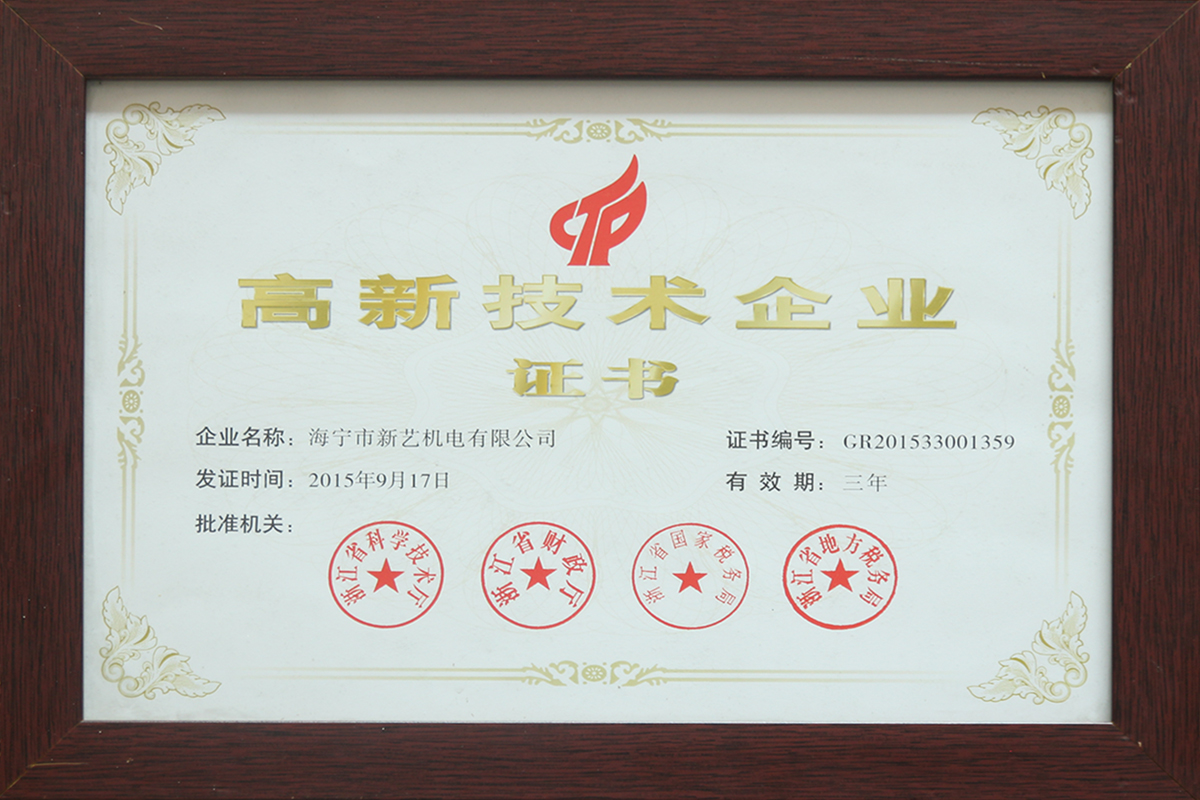 CTP
高新技术企业
证书
企业名称：海宁市新艺机电有限公司
证书编号：GR201533001359
发证时间：2015年9月17日
有效期：三年
批准机关：
浙江省科学技术厅
浙江省财政厅
浙江省国家税务局
浙江省地方税务局